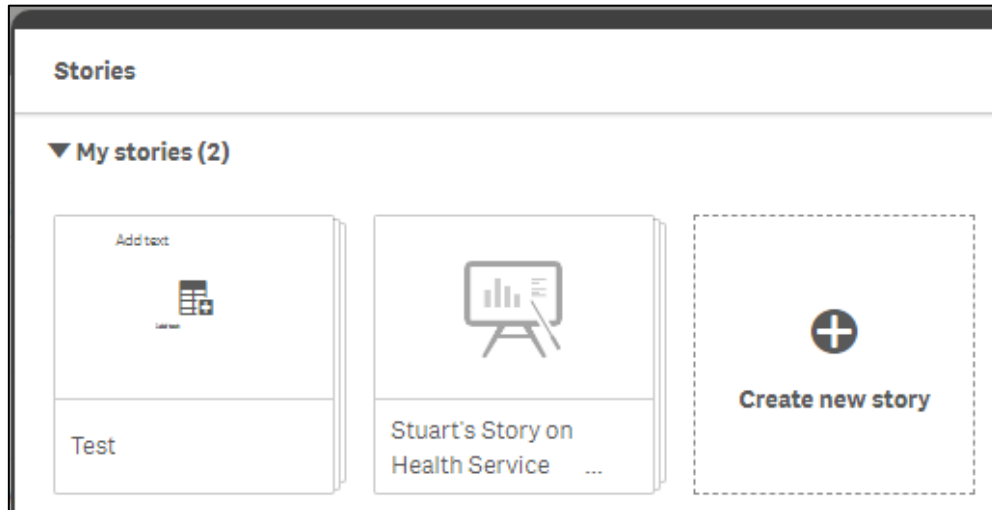 Stories
My stories (2)
Add text
Test
Stuart's Story on
Health Service ...
Create new story